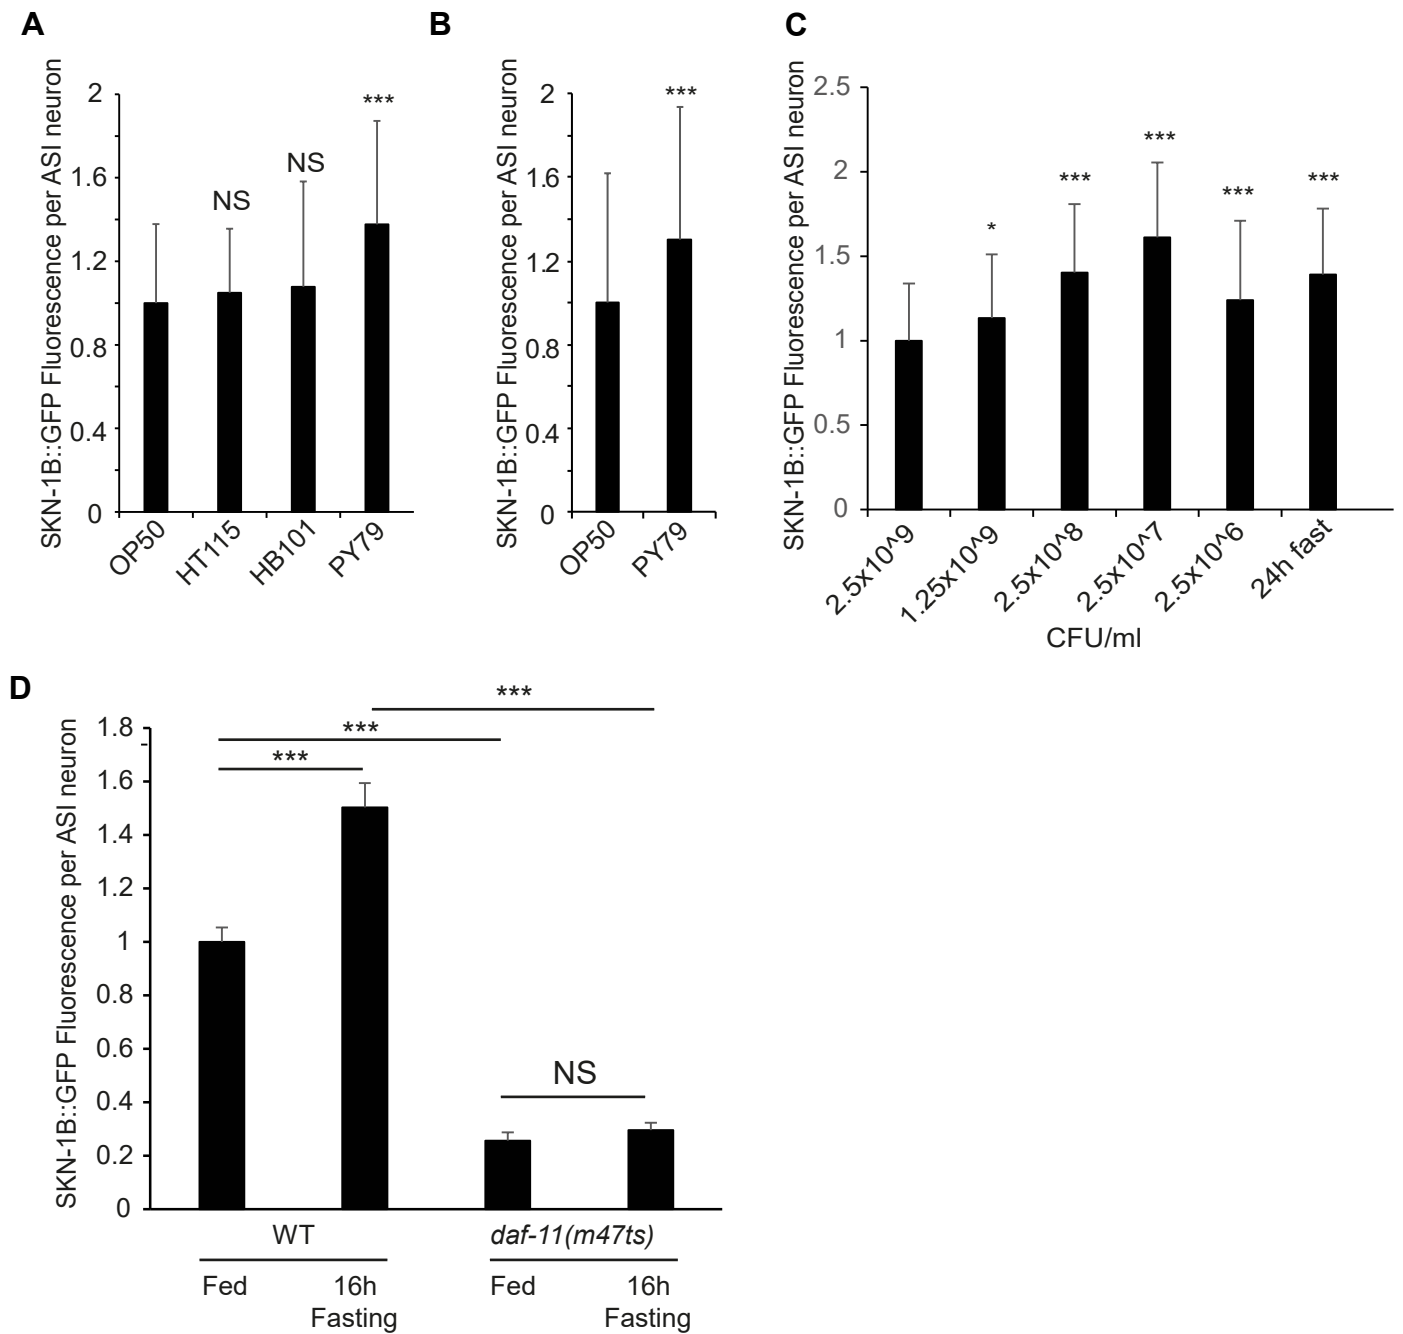 A
SKN-1B::GFP Fluorescence per ASI neuron
2
1.6
1.2
0.8
0.4
0
NS
NS
***
OP50
HT115
HB101
PY79
B
SKN-1B::GFP Fluorescence per ASI neuron
2
1.6
1.2
0.8
0.4
0
***
OP50
PY79
C
SKN-1B::GFP Fluorescence per ASI neuron
2.5
2
1.5
1
0.5
0
*
***
***
***
***
2.5x10^9
1.25x10^9
2.5x10^8
2.5x10^7
2.5x10^6
24h fast
CFU/ml
D
SKN-1B::GFP Fluorescence per ASI neuron
1.8
1.6
1.4
1.2
1
0.8
0.6
0.4
0.2
0
***
***
***
NS
WT
daf-11(m47ts)
Fed
16h
Fasting
Fed
16h
Fasting